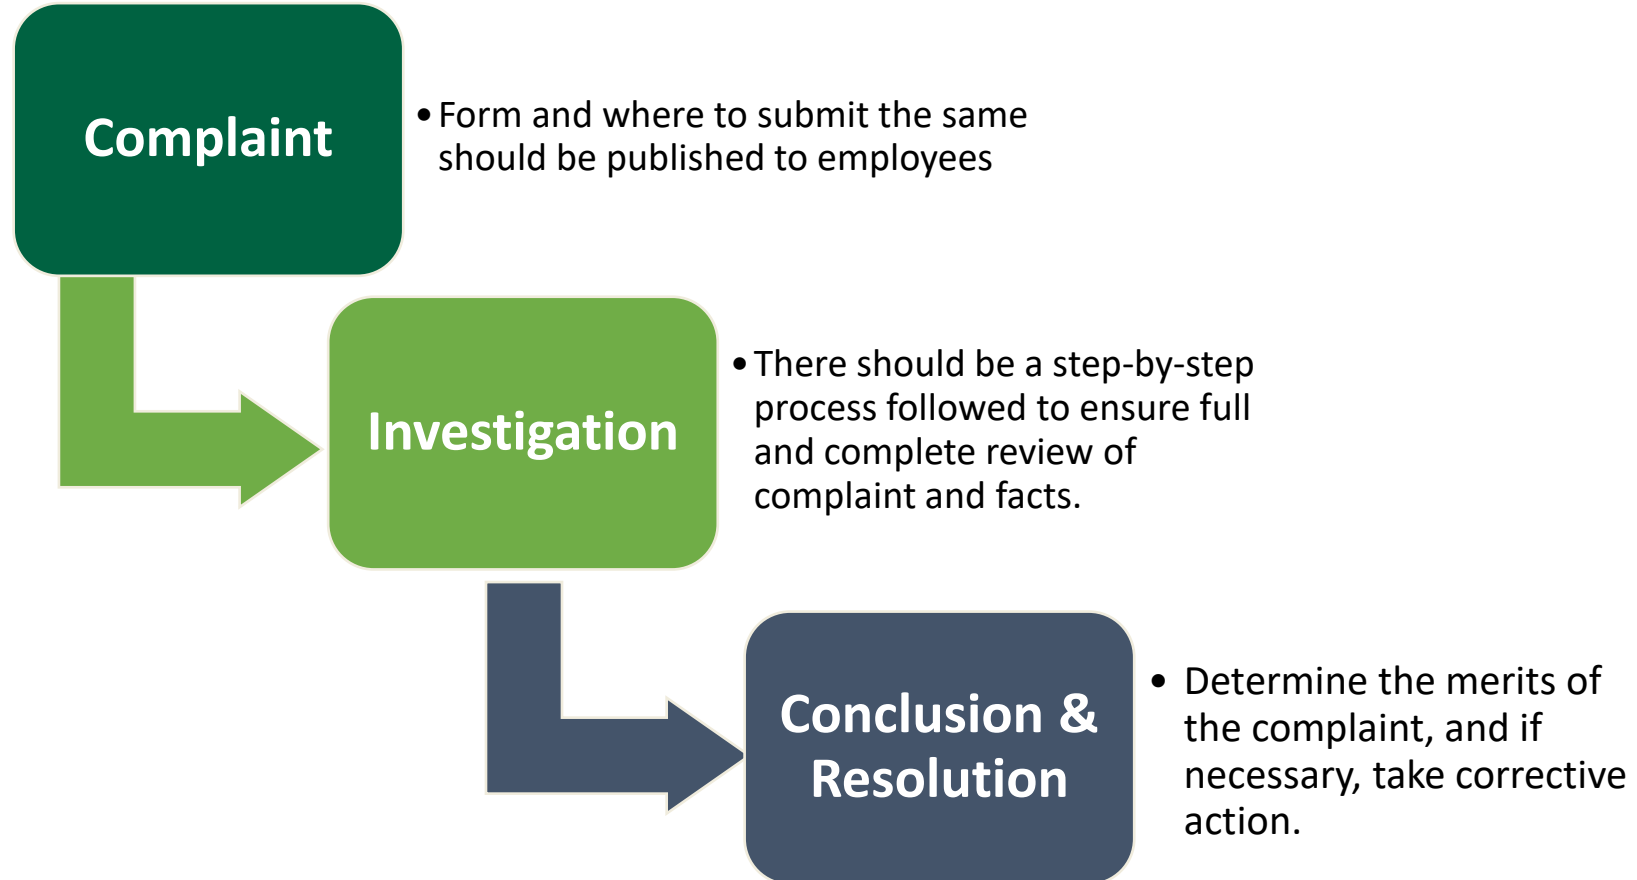 Complaint
• Form and where to submit the same
should be published to employees
Investigation
• There should be a step-by-step
process followed to ensure full
and complete review of
complaint and facts.
Conclusion &
Resolution
• Determine the merits of
the complaint, and if
necessary, take corrective
action.